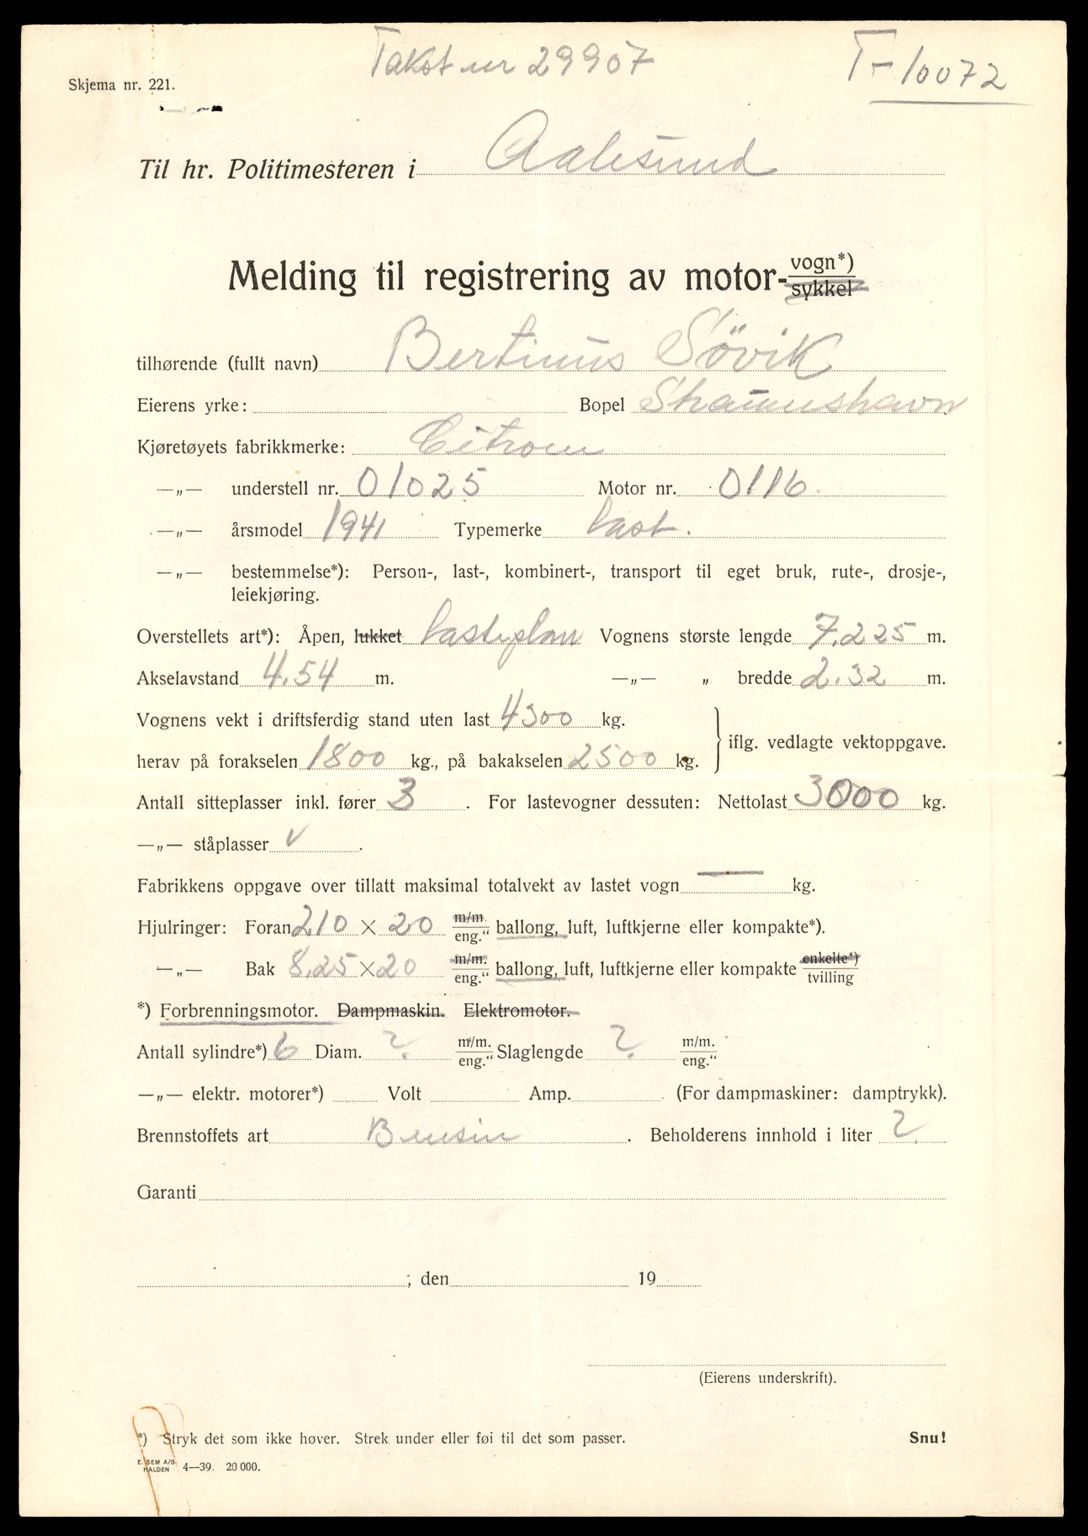 Takst nr 29907
T-10072
Skjema nr. 221.
Til hr. Politimesteren i Aalesund
Melding til registrering av motor-vogn*) sykkel
tilhørende (fullt navn) Bertinus Søvik
Eierens yrke: Bopel
Kjøretøyets fabrikkmerke: Citroen
—„— understell nr. 01025 Motor nr. 0116.
—„— årsmodel 1941 Typemerke last.
—„— bestemmelse*): Person-, last-, kombinert-, transport til eget bruk, rute-, drosje-,
leiekjøring.
Overstellets art*): Åpen, lukket lasteplan Vognens største lengde 7.225 m.
Akselavstand 4.54 m. —„— „ bredde 2.32 m.
Vognens vekt i driftsferdig stand uten last 4300 kg.
iflg. vedlagte vektoppgave.
herav på forakselen 1800 kg., på bakakselen 2500 kg.
Antall sitteplasser inkl. fører 3. For lastevogner dessuten: Nettolast 3000 kg.
—„— ståplasser v.
Fabrikkens oppgave over tillatt maksimal totalvekt av lastet vogn — kg.
Hjulringer: Foran 210 × 20 m/m. eng.“ ballong, luft, luftkjerne eller kompakte*).
—„— Bak 8.25 × 20 m/m. eng.“ ballong, luft, luftkjerne eller kompakte enkelte*) tvilling
*) Forbrenningsmotor. Dampmaskin. Elektromotor.
Antall sylindre*) 6 Diam. ? m/m. eng.“ Slaglengde ? m/m. eng.“
—„— elektr. motorer*) Volt Amp. (For dampmaskiner: damptrykk).
Brennstoffets art Bensin. Beholderens innhold i liter ?
Garanti
; den 19
(Eierens underskrift).
*) Stryk det som ikke høver. Strek under eller føi til det som passer.
Snu!
E. SEM A/S HALDEN 4—39. 20 000.